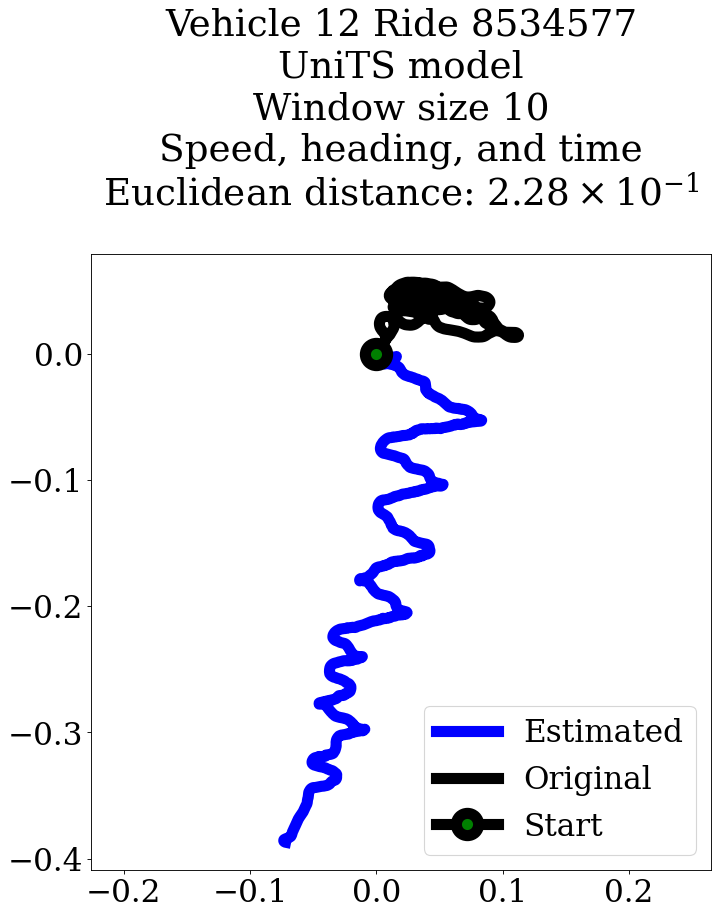 Vehicle 12 Ride 8534577
UniTS model
Window size 10
Speed, heading, and time
Euclidean distance: 2.28 × 10⁻¹
0.0
−0.1
−0.2
−0.3
−0.4
−0.2
−0.1
0.0
0.1
0.2
Estimated
Original
Start